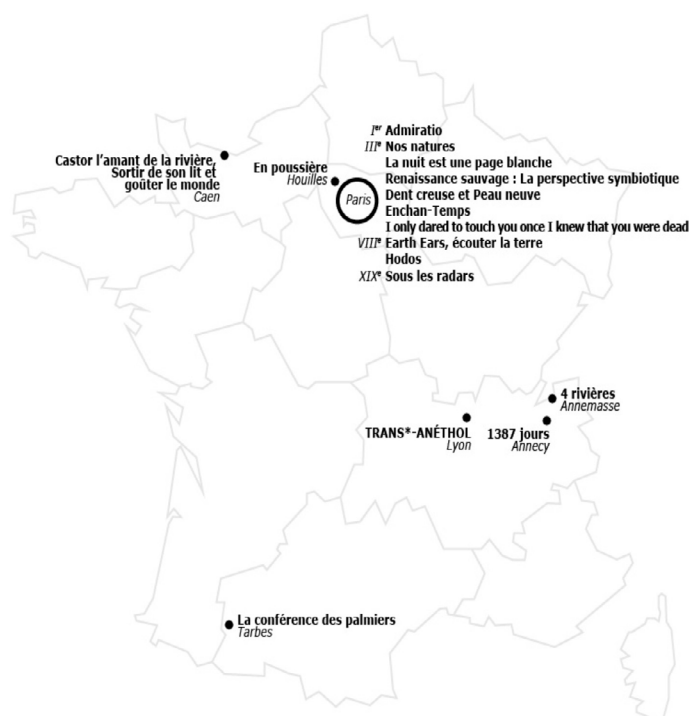 Iᵉʳ Admiratio
IIIᵉ Nos natures
La nuit est une page blanche
Renaissance sauvage : La perspective symbiotique
Dent creuse et Peau neuve
Enchan-Temps
I only dared to touch you once I knew that you were dead
VIIIᵉ Earth Ears, écouter la terre
Hodos
XIXᵉ Sous les radars
Paris
Castor l'amant de la rivière,
Sortir de son lit et
goûter le monde
Caen
En poussière
Houilles
4 rivières
Annemasse
TRANS*-ANÉTHOL
Lyon
1387 jours
Annecy
La conférence des palmiers
Tarbes